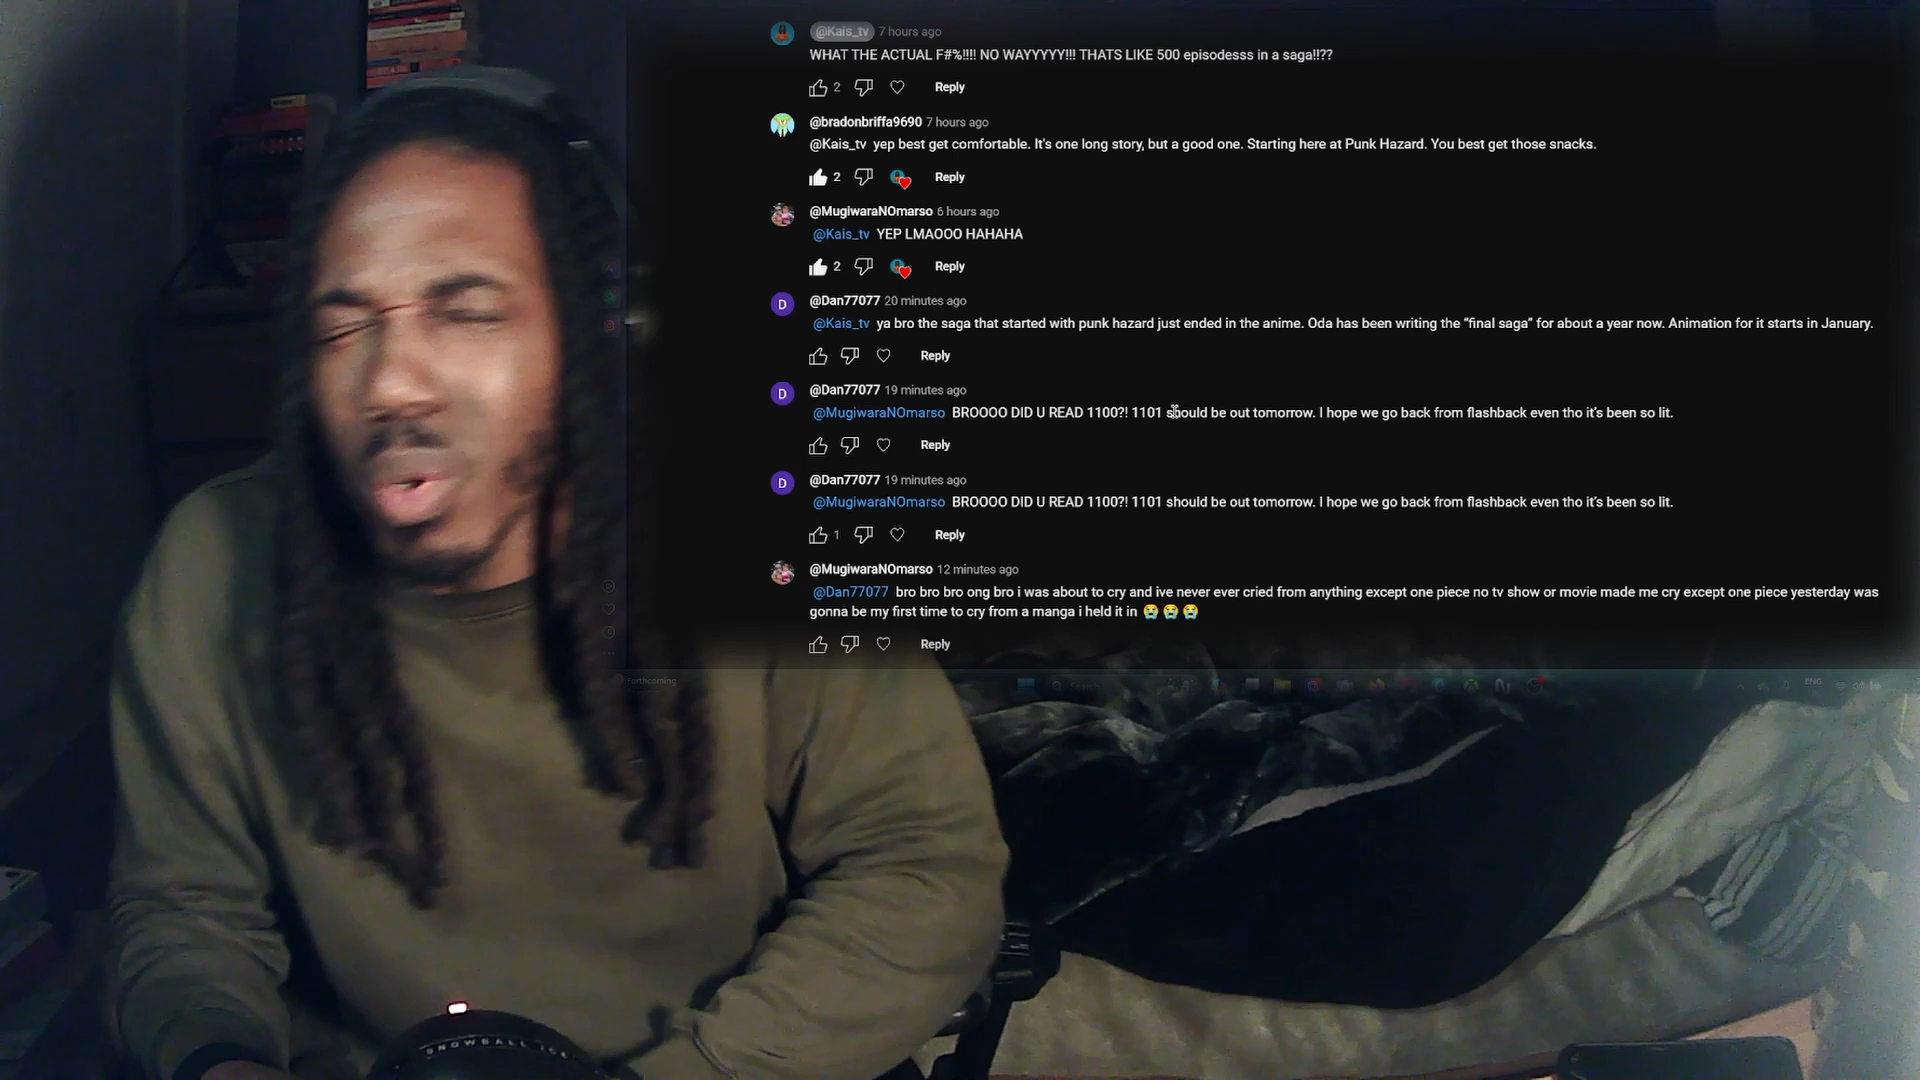 @Kais_tv 7 hours ago
WHAT THE ACTUAL F#%!!!! NO WAYYYYY!!! THATS LIKE 500 episodesss in a saga!!??
2 Reply
@bradonbriffa9690 7 hours ago
@Kais_tv yep best get comfortable. It's one long story, but a good one. Starting here at Punk Hazard. You best get those snacks.
2 Reply
@MugiwaraNOmarso 6 hours ago
@Kais_tv YEP LMAOOO HAHAHA
2 Reply
D @Dan77077 20 minutes ago
@Kais_tv ya bro the saga that started with punk hazard just ended in the anime. Oda has been writing the “final saga” for about a year now. Animation for it starts in January.
Reply
D @Dan77077 19 minutes ago
@MugiwaraNOmarso BROOOO DID U READ 1100?! 1101 should be out tomorrow. I hope we go back from flashback even tho it’s been so lit.
Reply
D @Dan77077 19 minutes ago
@MugiwaraNOmarso BROOOO DID U READ 1100?! 1101 should be out tomorrow. I hope we go back from flashback even tho it’s been so lit.
1 Reply
@MugiwaraNOmarso 12 minutes ago
@Dan77077 bro bro bro ong bro i was about to cry and ive never ever cried from anything except one piece no tv show or movie made me cry except one piece yesterday was
gonna be my first time to cry from a manga i held it in 😭 😭 😭
Reply
Forthcoming
Search
ENG
SNOWBALL ICE